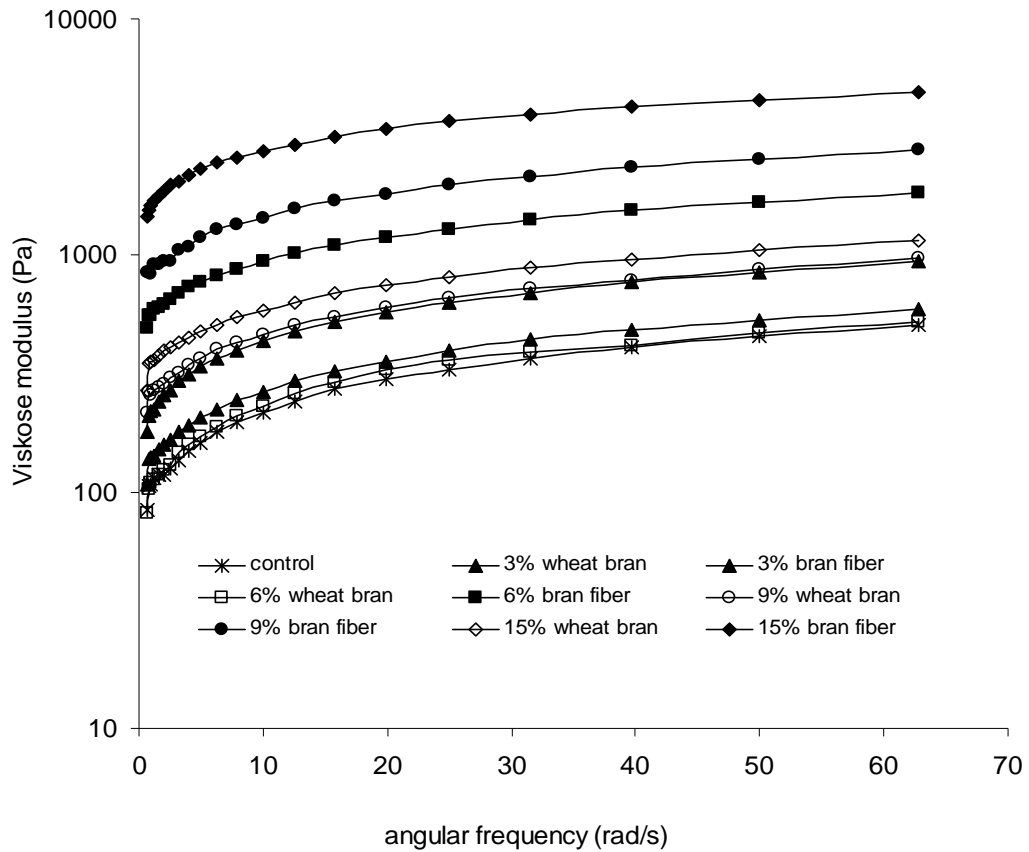 10000
1000
100
10
Viskose modulus (Pa)
control
3% wheat bran
3% bran fiber
6% wheat bran
6% bran fiber
9% wheat bran
9% bran fiber
15% wheat bran
15% bran fiber
0 10 20 30 40 50 60 70
angular frequency (rad/s)